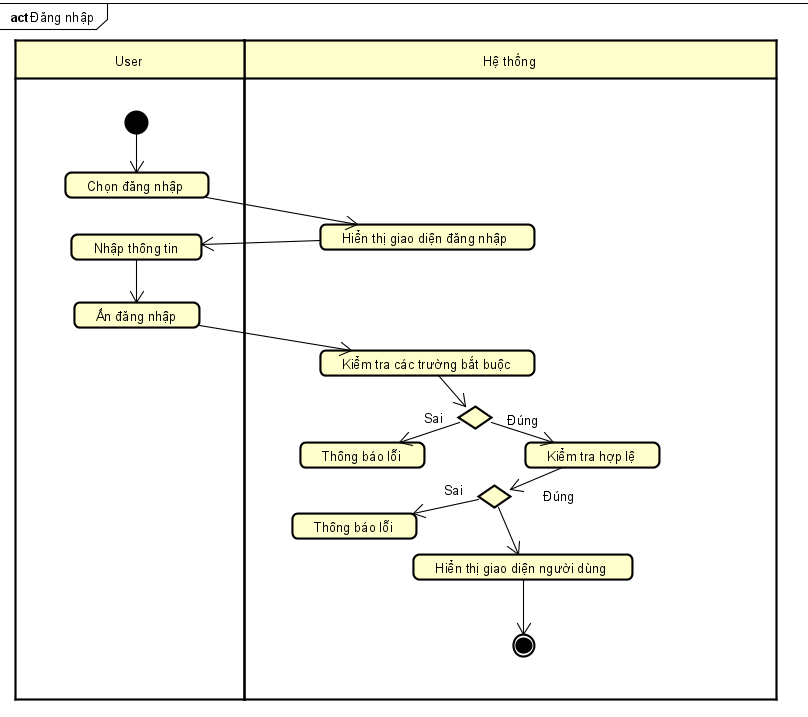 act Đăng nhập
User
Hệ thống
Chọn đăng nhập
Hiển thị giao diện đăng nhập
Nhập thông tin
Ấn đăng nhập
Kiểm tra các trường bắt buộc
Sai
Đúng
Thông báo lỗi
Kiểm tra hợp lệ
Sai
Đúng
Thông báo lỗi
Hiển thị giao diện người dùng